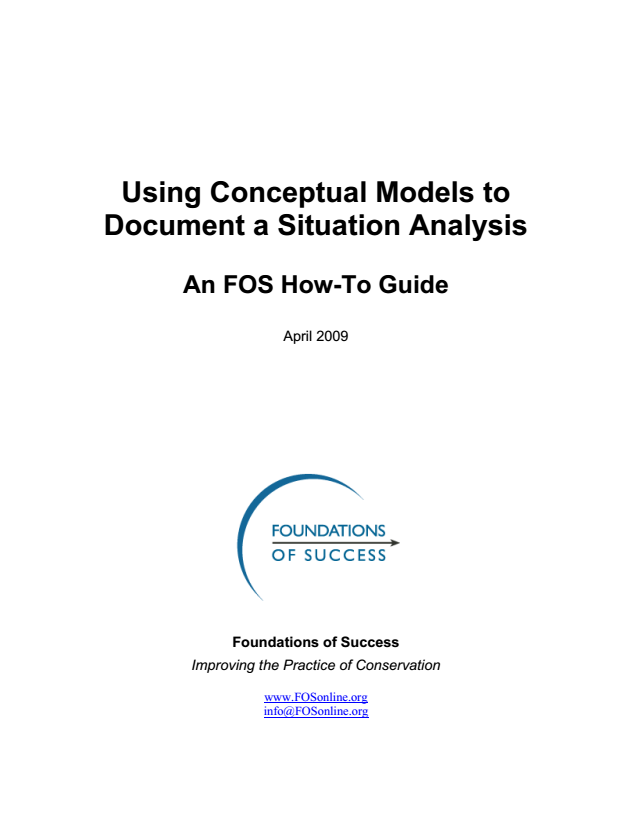 Using Conceptual Models to
Document a Situation Analysis
An FOS How-To Guide
April 2009
FOUNDATIONS
OF SUCCESS
Foundations of Success
Improving the Practice of Conservation
www.FOSonline.org
info@FOSonline.org